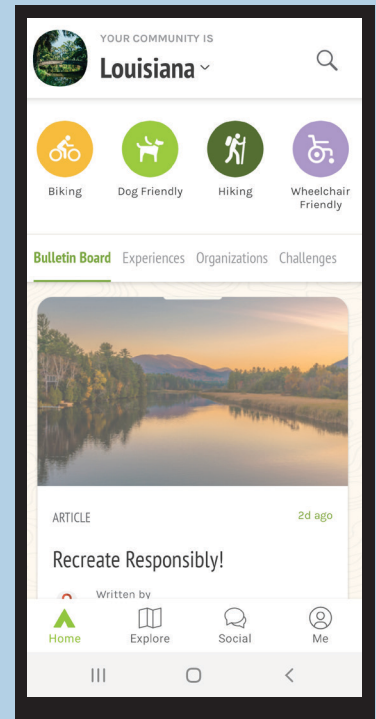 YOUR COMMUNITY IS
Louisiana
Biking
Dog Friendly
Hiking
Wheelchair
Friendly
Bulletin Board Experiences Organizations Challenges
ARTICLE
2d ago
Recreate Responsibly!
Written by
Home Explore Social Me